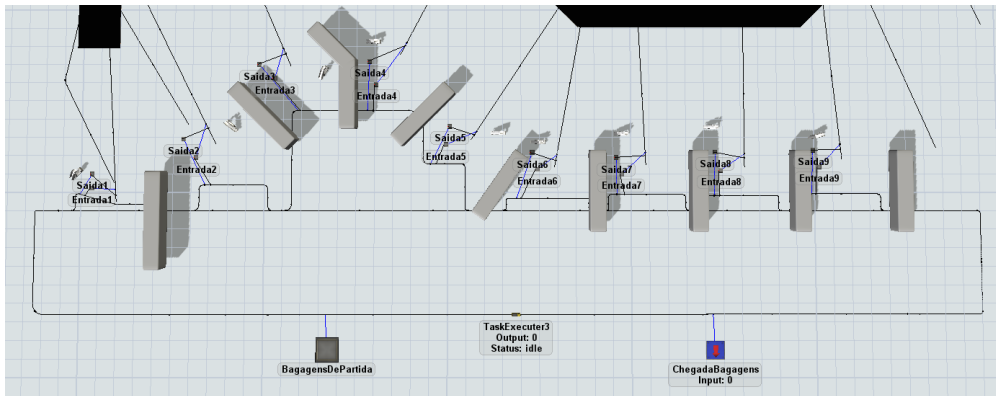 Saida3
Entrada3
Saida4
Entrada4
Saida2
Entrada2
Saida1
Entrada1
Saida5
Entrada5
Saida6
Entrada6
Saida7
Entrada7
Saida8
Entrada8
Saida9
Entrada9
TaskExecuter3
Output: 0
Status: idle
BagagensDePartida
ChegadaBagagens
Input: 0